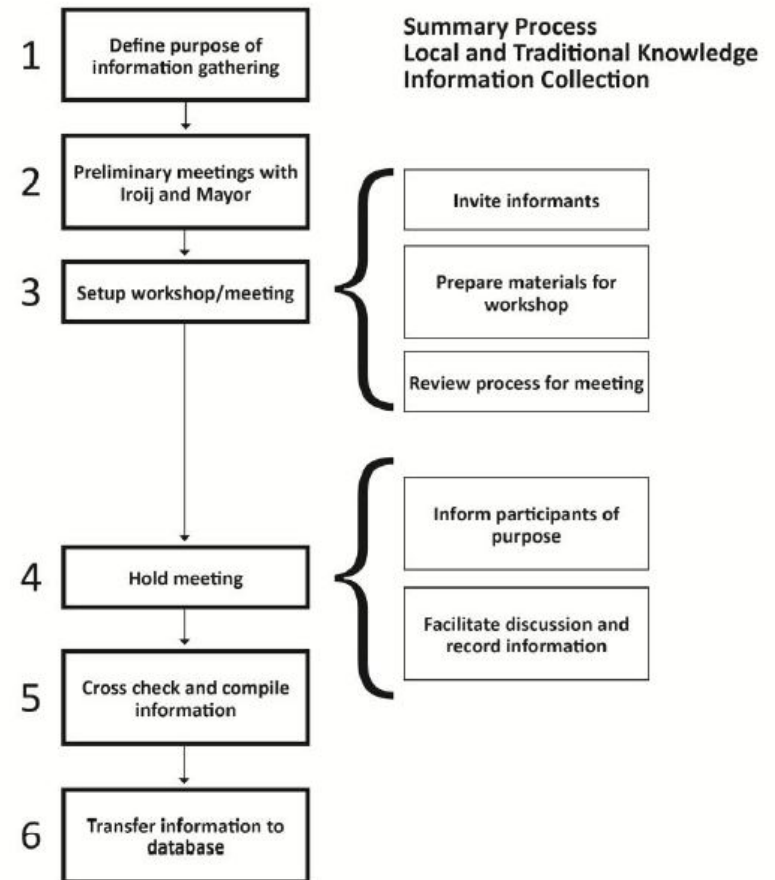 Summary Process
Local and Traditional Knowledge
Information Collection
1
Define purpose of
information gathering
2
Preliminary meetings with
Iroij and Mayor
3
Setup workshop/meeting
Invite informants
Prepare materials for
workshop
Review process for meeting
4
Hold meeting
Inform participants of
purpose
Facilitate discussion and
record information
5
Cross check and compile
information
6
Transfer information to
database